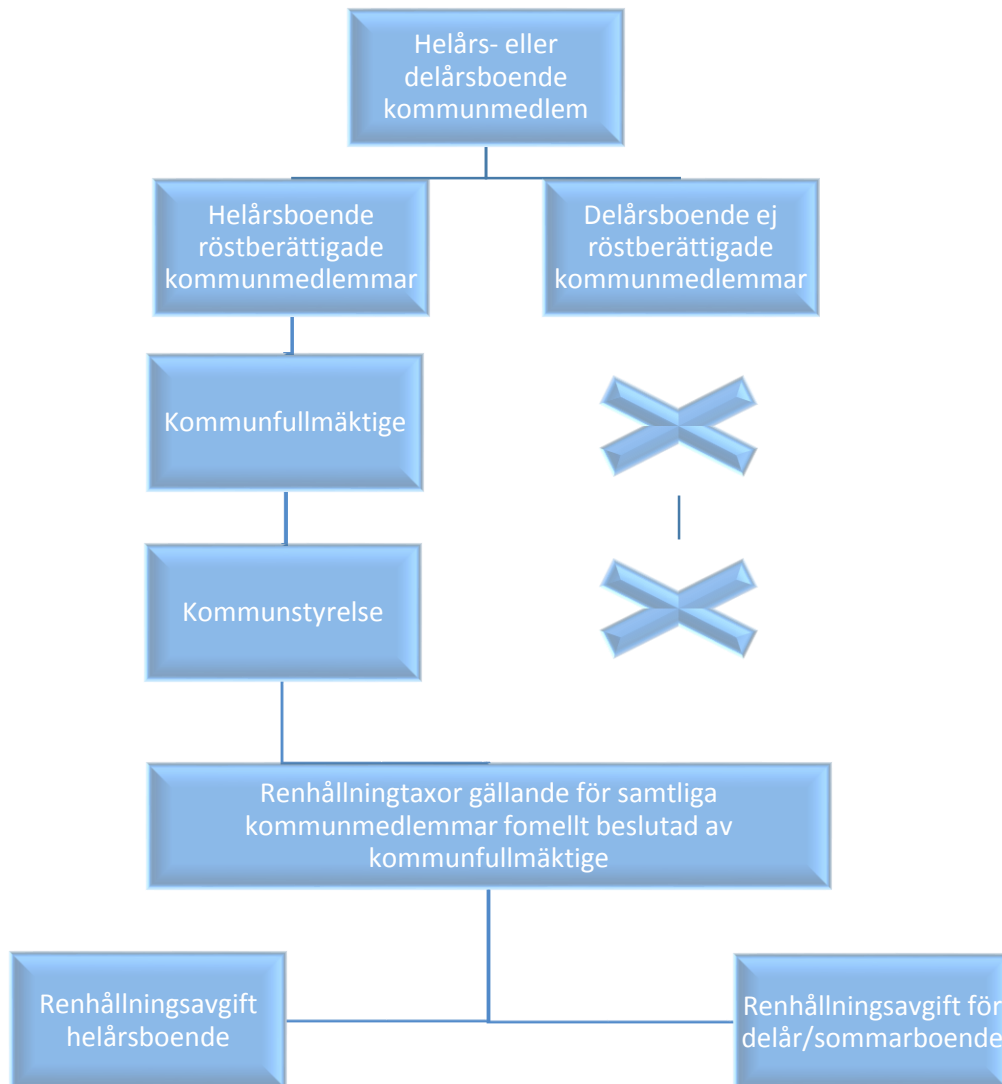 Helårs- eller
delårsboende
kommunmedlem
Helårsboende
röstberättigade
kommunmedlemmar
Delårsboende ej
röstberättigade
kommunmedlemmar
Kommunfullmäktige
Kommunstyrelse
Renhållningtaxor gällande för samtliga
kommunmedlemmar fomellt beslutad av
kommunfullmäktige
Renhållningsavgift
helårsboende
Renhållningsavgift för
delår/sommarboende